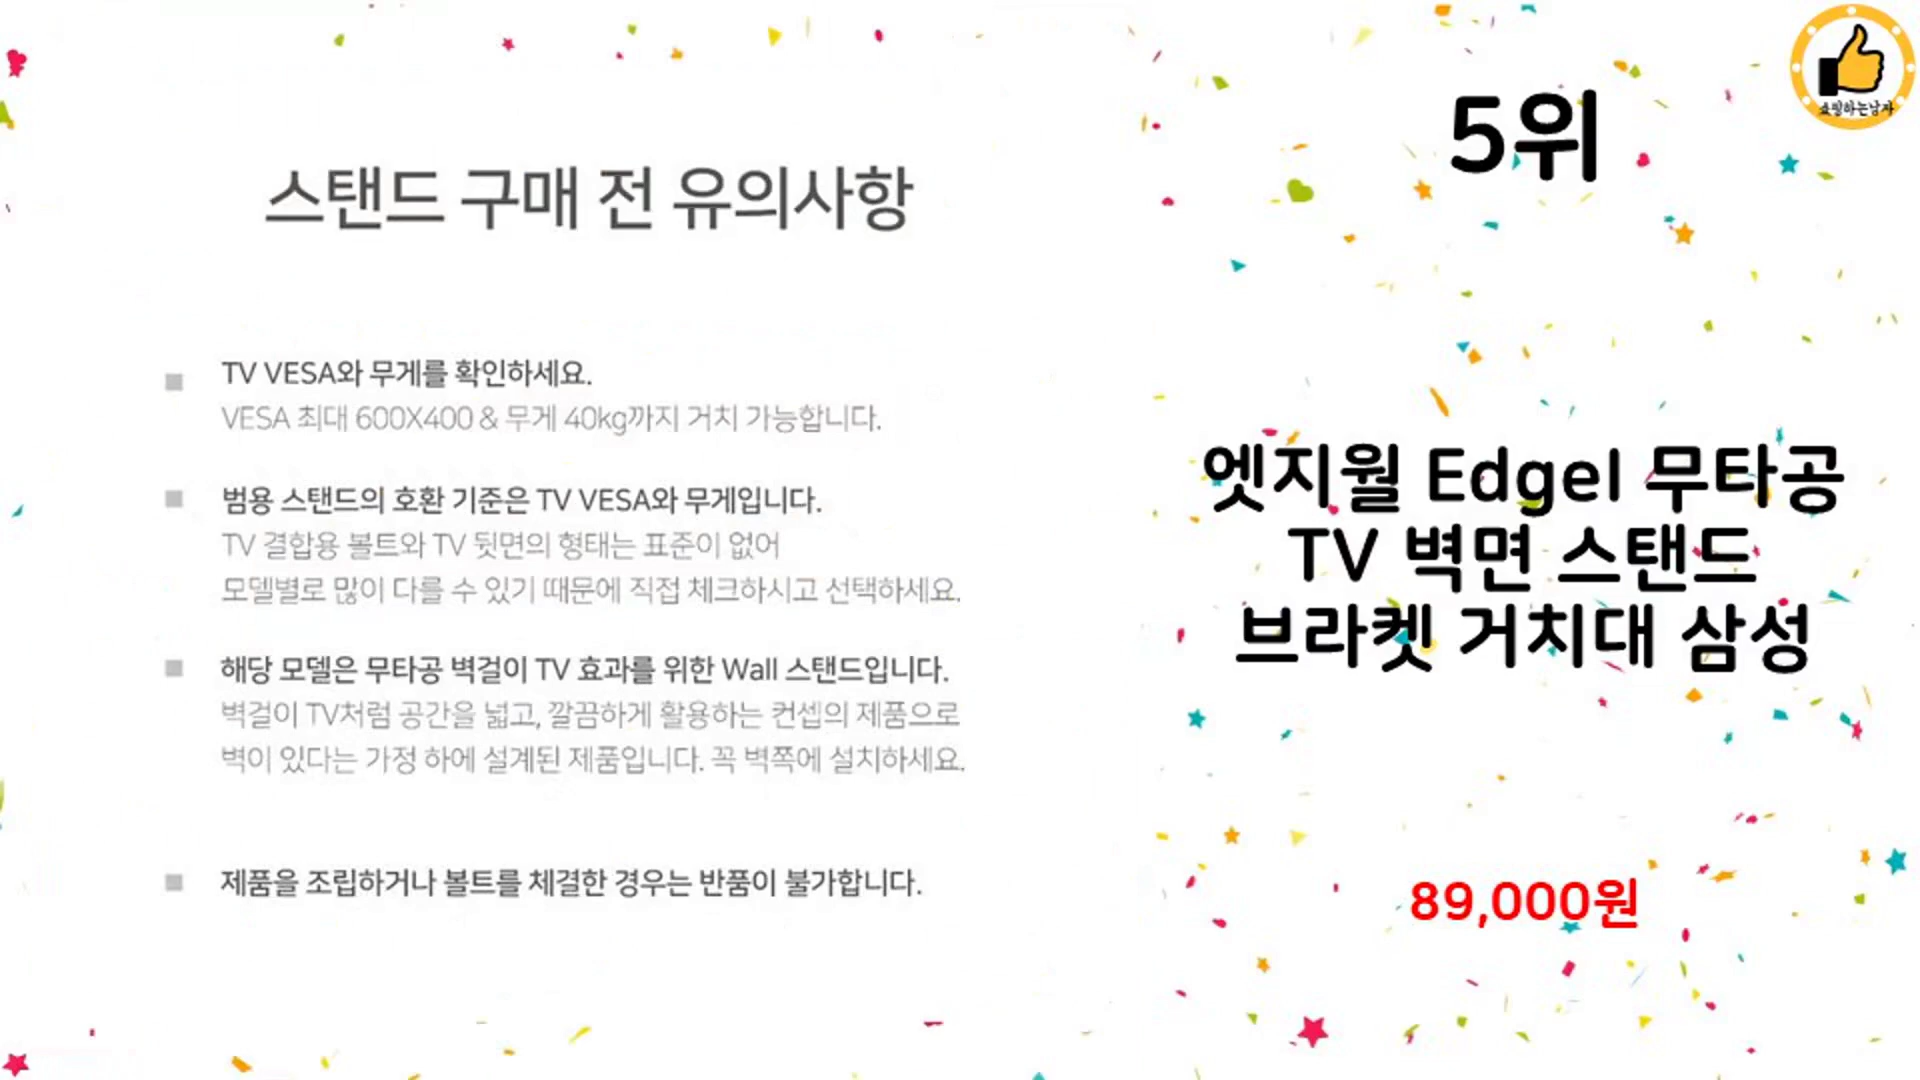 스탠드 구매 전 유의사항
TV VESA와 무게를 확인하세요.
VESA 최대 600X400 & 무게 40kg까지 거치 가능합니다.
범용 스탠드의 호환 기준은 TV VESA와 무게입니다.
TV 결합용 볼트와 TV 뒷면의 형태는 표준이 없어
모델별로 많이 다를 수 있기 때문에 직접 체크하시고 선택하세요.
해당 모델은 무타공 벽걸이 TV 효과를 위한 Wall 스탠드입니다.
벽걸이 TV처럼 공간을 넓고, 깔끔하게 활용하는 컨셉의 제품으로
벽이 있다는 가정 하에 설계된 제품입니다. 꼭 벽쪽에 설치하세요.
제품을 조립하거나 볼트를 체결한 경우는 반품이 불가합니다.
쇼핑하는남자
5위
엣지월 Edgel 무타공
TV 벽면 스탠드
브라켓 거치대 삼성
89,000원